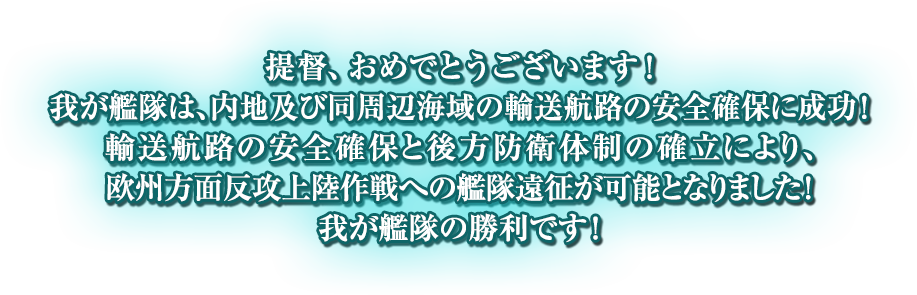 提督、おめでとうございます！
我が艦隊は、内地及び同周辺海域の輸送航路の安全確保に成功！
輸送航路の安全確保と後方防衛体制の確立により、
欧州方面反攻上陸作戦への艦隊遠征が可能となりました！
我が艦隊の勝利です！